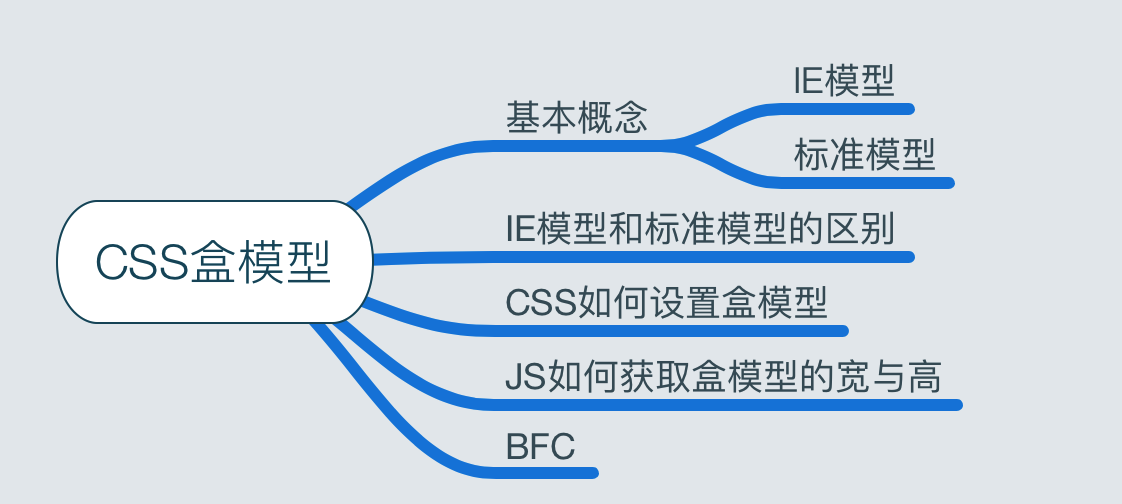 CSS盒模型
基本概念
IE模型
标准模型
IE模型和标准模型的区别
CSS如何设置盒模型
JS如何获取盒模型的宽与高
BFC